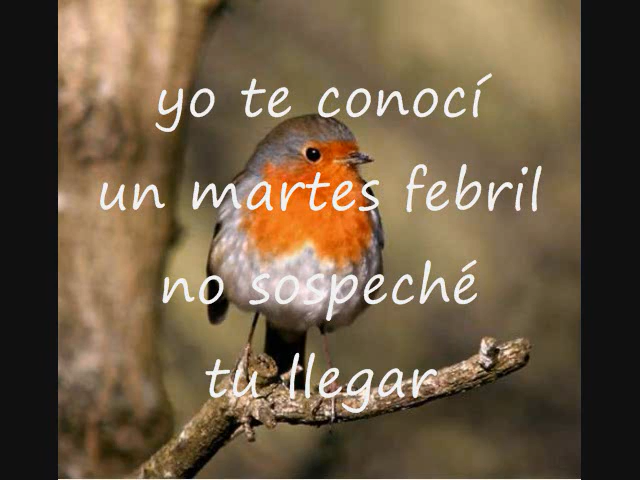 yo te conocí
un martes febril
no sospeché
tu llegar